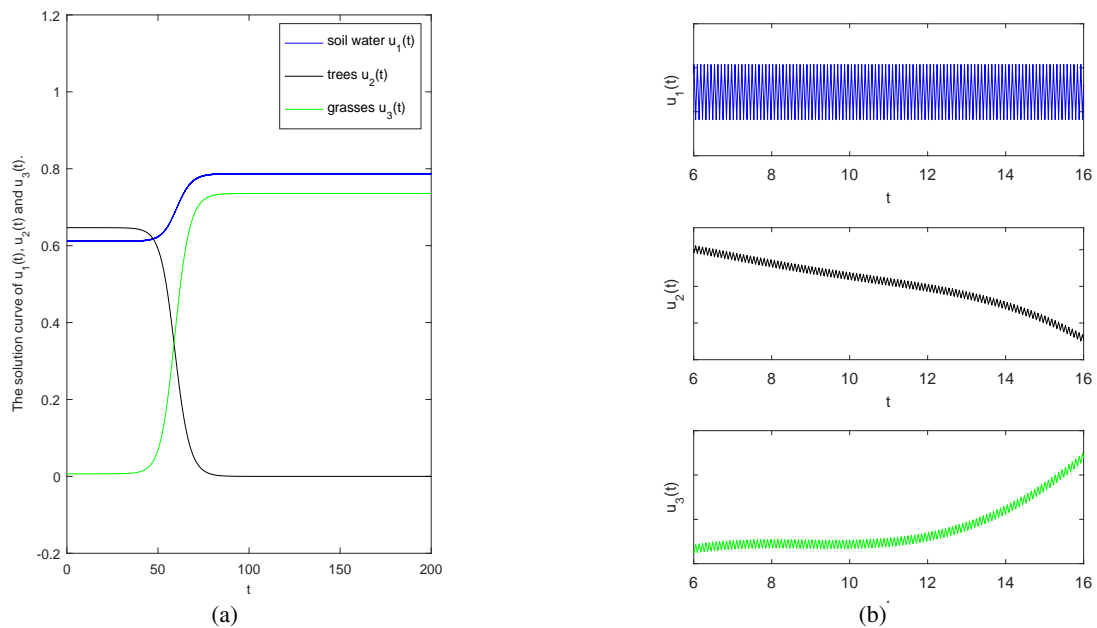 1.2
1
0.8
0.6
0.4
0.2
0
-0.2
The solution curve of u1(t), u2(t) and u3(t).
soil water u1(t)
trees u2(t)
grasses u3(t)
0 50 100 150 200
t
(a)
u1(t)
6 8 10 12 14 16
t
u2(t)
6 8 10 12 14 16
t
u3(t)
6 8 10 12 14 16
(b)